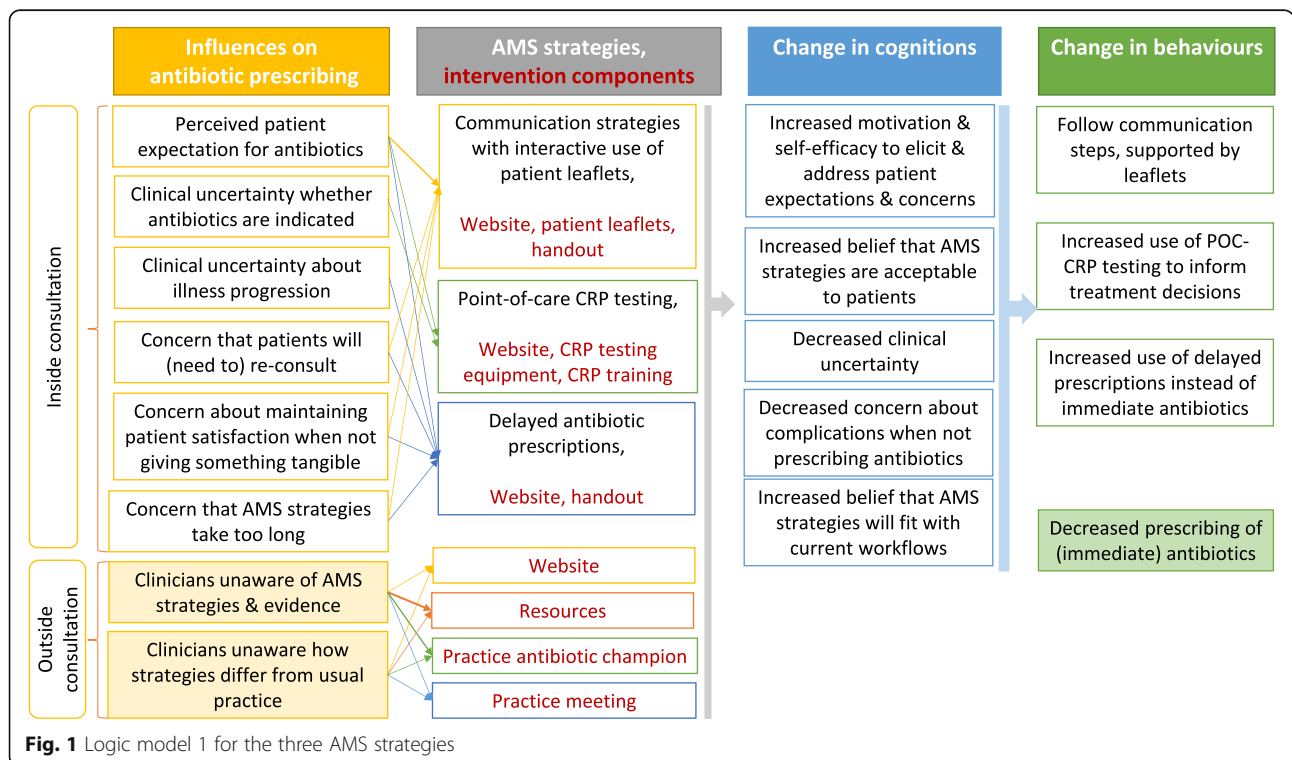 Influences on
antibiotic prescribing
AMS strategies,
intervention components
Change in cognitions
Change in behaviours
Inside consultation
Perceived patient
expectation for antibiotics
Clinical uncertainty whether
antibiotics are indicated
Clinical uncertainty about
illness progression
Concern that patients will
(need to) re-consult
Concern about maintaining
patient satisfaction when not
giving something tangible
Concern that AMS strategies
take too long
Outside
consultation
Clinicians unaware of AMS
strategies & evidence
Clinicians unaware how
strategies differ from usual
practice
Communication strategies
with interactive use of
patient leaflets,
Website, patient leaflets,
handout
Point-of-care CRP testing,
Website, CRP testing
equipment, CRP training
Delayed antibiotic
prescriptions,
Website, handout
Website
Resources
Practice antibiotic champion
Practice meeting
Increased motivation &
self-efficacy to elicit &
address patient
expectations & concerns
Increased belief that AMS
strategies are acceptable
to patients
Decreased clinical
uncertainty
Decreased concern about
complications when not
prescribing antibiotics
Increased belief that AMS
strategies will fit with
current workflows
Follow communication
steps, supported by
leaflets
Increased use of POC-
CRP testing to inform
treatment decisions
Increased use of delayed
prescriptions instead of
immediate antibiotics
Decreased prescribing of
(immediate) antibiotics
Fig. 1 Logic model 1 for the three AMS strategies